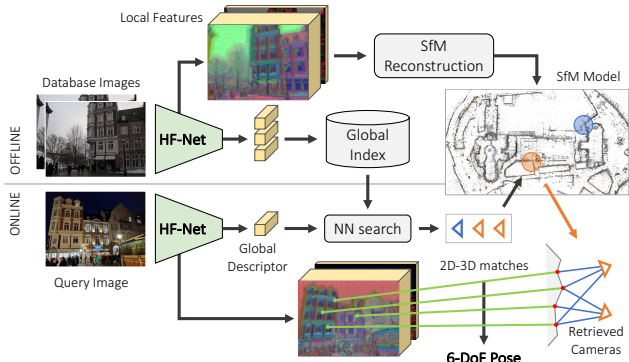 Local Features
SfM
Reconstruction
Database Images
SfM Model
OFFLINE
HF-Net
Global
Index
ONLINE
HF-Net
NN search
Global
Descriptor
Query Image
2D-3D matches
Retrieved
Cameras
6-DoF Pose